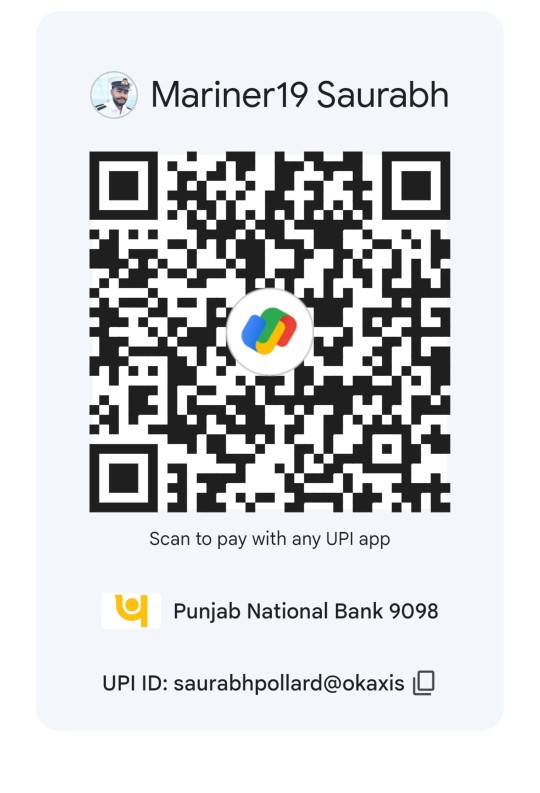 Mariner19 Saurabh
Scan to pay with any UPI app
Punjab National Bank 9098
UPI ID: saurabhpollard@okaxis